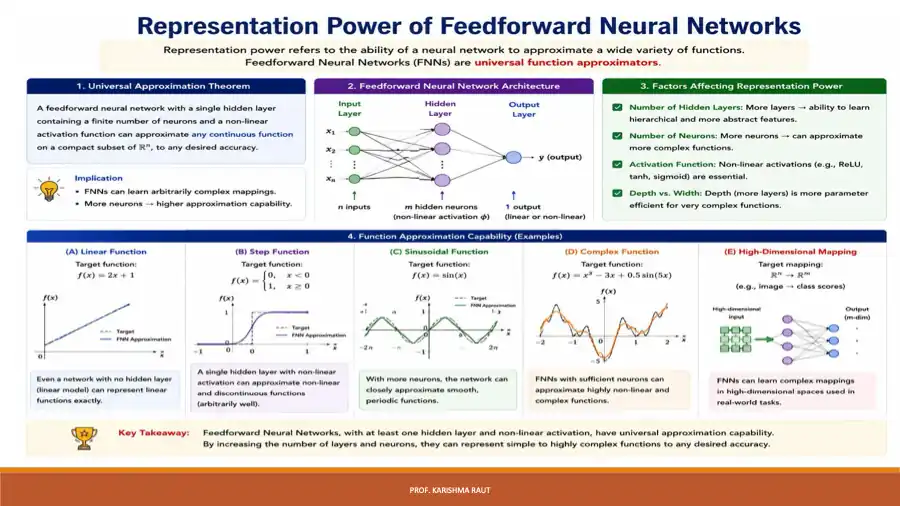 Representation Power of Feedforward Neural Networks
Representation power refers to the ability of a neural network to approximate a wide variety of functions.
Feedforward Neural Networks (FNNs) are universal function approximators.
1. Universal Approximation Theorem
A feedforward neural network with a single hidden layer
containing a finite number of neurons and a non-linear
activation function can approximate any continuous function
on a compact subset of ℝⁿ, to any desired accuracy.
Implication
• FNNs can learn arbitrarily complex mappings.
• More neurons → higher approximation capability.
2. Feedforward Neural Network Architecture
Input
Layer
Hidden
Layer
Output
Layer
x₁
x₂
⋮
xₙ
y (output)
n inputs
m hidden neurons
(non-linear activation ϕ)
1 output
(linear or non-linear)
3. Factors Affecting Representation Power
Number of Hidden Layers: More layers → ability to learn
hierarchical and more abstract features.
Number of Neurons: More neurons → can approximate
more complex functions.
Activation Function: Non-linear activations (e.g., ReLU,
tanh, sigmoid) are essential.
Depth vs. Width: Depth (more layers) is more parameter
efficient for very complex functions.
4. Function Approximation Capability (Examples)
(A) Linear Function
Target function:
f(x) = 2x + 1
f(x)
Target
FNN Approximation
0
x
Even a network with no hidden layer
(linear model) can represent linear
functions exactly.
(B) Step Function
Target function:
f(x) = {0, x < 0
1, x ≥ 0
f(x)
1
Target
FNN Approximation
−1
0
1
x
A single hidden layer with non-linear
activation can approximate non-linear
and discontinuous functions
(arbitrarily well).
(C) Sinusoidal Function
Target function:
f(x) = sin(x)
f(x)
Target
FNN Approximation
1
−1
x
With more neurons, the network can
closely approximate smooth,
periodic functions.
(D) Complex Function
Target function:
f(x) = x³ − 3x + 0.5 sin(5x)
f(x)
5
−2
−1
1
2
x
FNNs with sufficient neurons can
approximate highly non-linear and
complex functions.
(E) High-Dimensional Mapping
Target mapping:
ℝⁿ → ℝᵐ
(e.g., image → class scores)
High-dimensional
input
Output
(m-dim)
FNNs can learn complex mappings
in high-dimensional spaces used in
real-world tasks.
Key Takeaway: Feedforward Neural Networks, with at least one hidden layer and non-linear activation, have universal approximation capability.
By increasing the number of layers and neurons, they can represent simple to highly complex functions to any desired accuracy.
PROF. KARISHMA RAUT